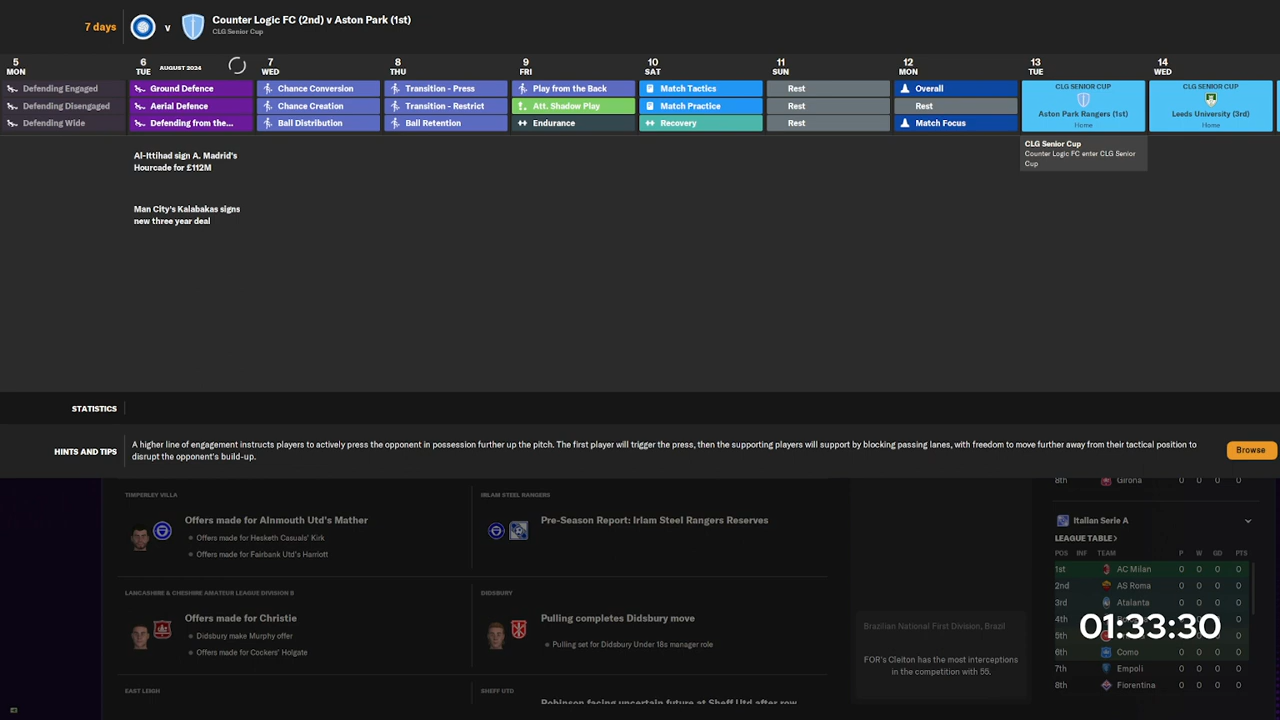 7 days
v
Counter Logic FC (2nd) v Aston Park (1st)
CLG Senior Cup
5
MON
6
TUE
AUGUST 2024
7
WED
8
THU
9
FRI
10
SAT
11
SUN
12
MON
13
TUE
14
WED
Defending Engaged
Defending Disengaged
Defending Wide
Ground Defence
Aerial Defence
Defending from the...
Chance Conversion
Chance Creation
Ball Distribution
Transition - Press
Transition - Restrict
Ball Retention
Play from the Back
Att. Shadow Play
Endurance
Match Tactics
Match Practice
Recovery
Rest
Rest
Rest
Overall
Rest
Match Focus
CLG SENIOR CUP
Aston Park Rangers (1st)
Home
CLG SENIOR CUP
Leeds University (3rd)
Home
CLG Senior Cup
Counter Logic FC enter CLG Senior
Cup
Al-Ittihad sign A. Madrid's
Hourcade for £112M
Man City's Kalabakas signs
new three year deal
STATISTICS
HINTS AND TIPS
A higher line of engagement instructs players to actively press the opponent in possession further up the pitch. The first player will trigger the press, then the supporting players will support by blocking passing lanes, with freedom to move further away from their tactical position to
disrupt the opponent's build-up.
Browse
TIMPERLEY VILLA
Offers made for Alnmouth Utd's Mather
Offers made for Hesketh Casuals' Kirk
Offers made for Fairbank Utd's Harriott
IRLAM STEEL RANGERS
Pre-Season Report: Irlam Steel Rangers Reserves
LANCASHIRE & CHESHIRE AMATEUR LEAGUE DIVISION B
Offers made for Christie
Didsbury make Murphy offer
Offers made for Cockers' Holgate
DIDSBURY
Pulling completes Didsbury move
Pulling set for Didsbury Under 18s manager role
EAST LEIGH
SHEFF UTD
Robinson facing uncertain future at Sheff Utd after row
Brazilian National First Division, Brazil
FOR's Cleiton has the most interceptions
in the competition with 55.
8th Girona 0 0 0 0
Italian Serie A
LEAGUE TABLE
POS INF TEAM P W GD PTS
1st AC Milan 0 0 0 0
2nd AS Roma 0 0 0 0
3rd Atalanta 0 0 0 0
4th
5th
6th Como 0 0 0 0
7th Empoli 0 0 0 0
8th Fiorentina 0 0 0 0
01:33:30